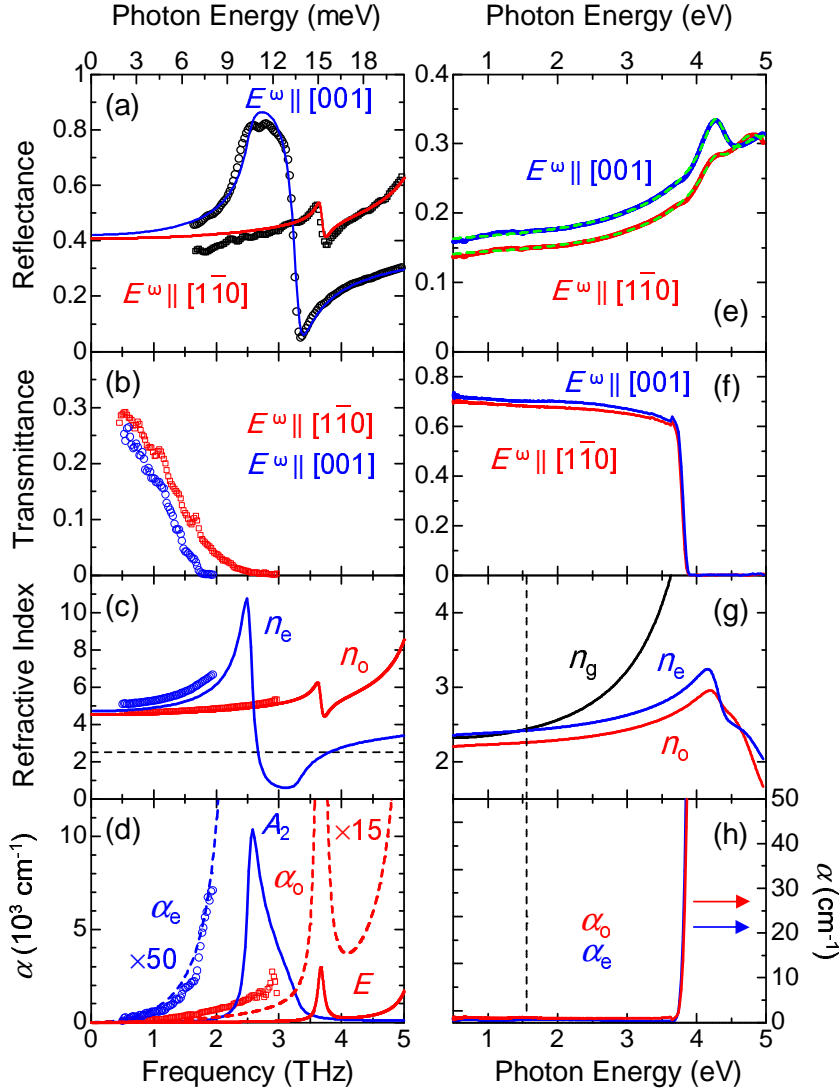 Photon Energy (meV)
Photon Energy (eV)
0 3 6 9 12 15 18
1 2 3 4 5
(a)
E^ω || [001]
E^ω || [11̄0]
Reflectance
1
0.8
0.6
0.4
0.2
0
(e)
E^ω || [001]
E^ω || [11̄0]
0.4
0.3
0.2
0.1
0
(b)
E^ω || [11̄0]
E^ω || [001]
Transmittance
0.3
0.2
0.1
0
(f)
E^ω || [001]
E^ω || [11̄0]
0.6
0.4
0.2
0
(c)
n_e
n_o
Refractive Index
10
8
6
4
2
0
(g)
n_g
n_e
n_o
4
3
2
(d)
A_2
×15
α_e
α_o
×50
E
α (10³ cm⁻¹)
10
5
0
(h)
α_o
α_e
50
40
30
20
10
0
α (cm⁻¹)
0 1 2 3 4 5
1 2 3 4 5
Frequency (THz)
Photon Energy (eV)